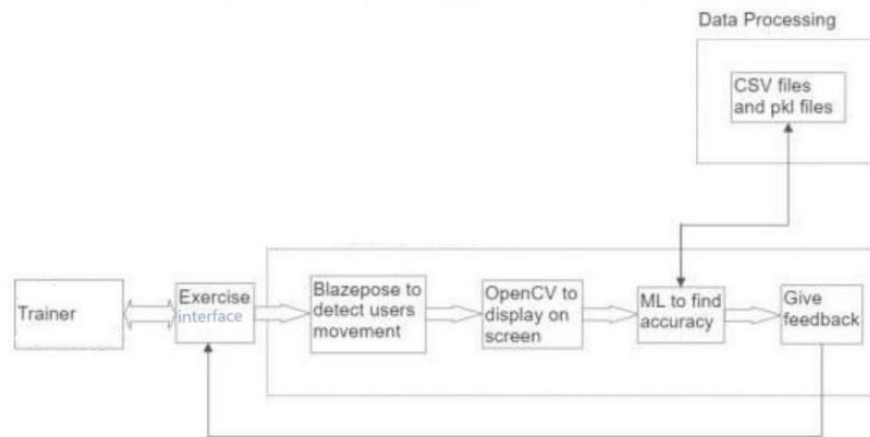 Data Processing
CSV files
and pkl files
Trainer
Exercise
interface
Blazepose to
detect users
movement
OpenCV to
display on
screen
ML to find
accuracy
Give
feedback